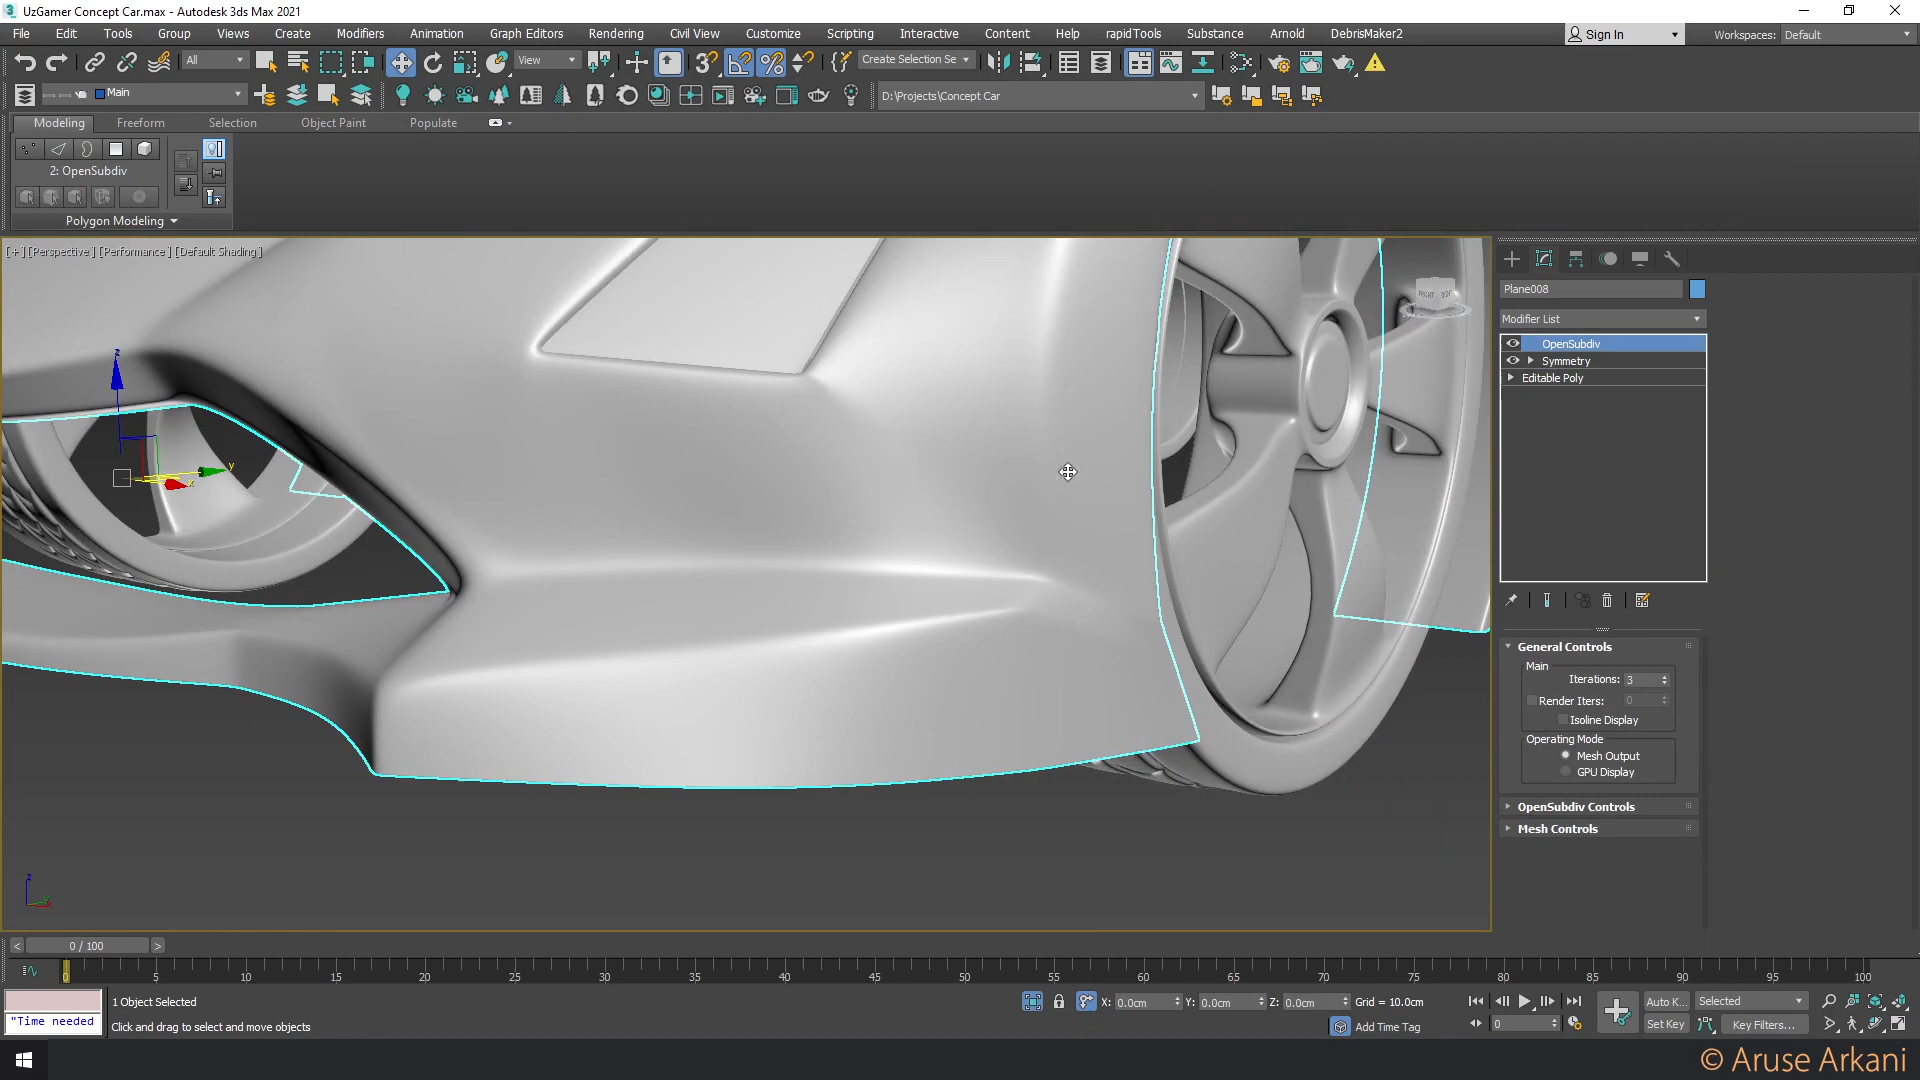 UzGamer Concept Car.max - Autodesk 3ds Max 2021
File Edit Tools Group Views Create Modifiers Animation Graph Editors Rendering Civil View Customize Scripting Interactive Content Help rapidTools Substance Arnold DebrisMaker2
Sign In
Workspaces: Default
All
View
Create Selection Se
Main
D:\Projects\Concept Car
Modeling Freeform Selection Object Paint Populate
2: OpenSubdiv
Polygon Modeling
[+] [Perspective] [Performance] [Default Shading]
FRONT
z
y
x
Plane008
Modifier List
OpenSubdiv
Symmetry
Editable Poly
General Controls
Main
Iterations: 3
Render Iters: 0
Isoline Display
Operating Mode
Mesh Output
GPU Display
OpenSubdiv Controls
Mesh Controls
z
y
< 0 / 100 >
0 5 10 15 20 25 30 35 40 45 50 55 60 65 70 75 80 85 90 95 100
1 Object Selected
X: 0.0cm Y: 0.0cm Z: 0.0cm Grid = 10.0cm
Auto K... Selected
"Time needed
Click and drag to select and move objects
Add Time Tag
0
Set Key
Key Filters...
© Aruse Arkani